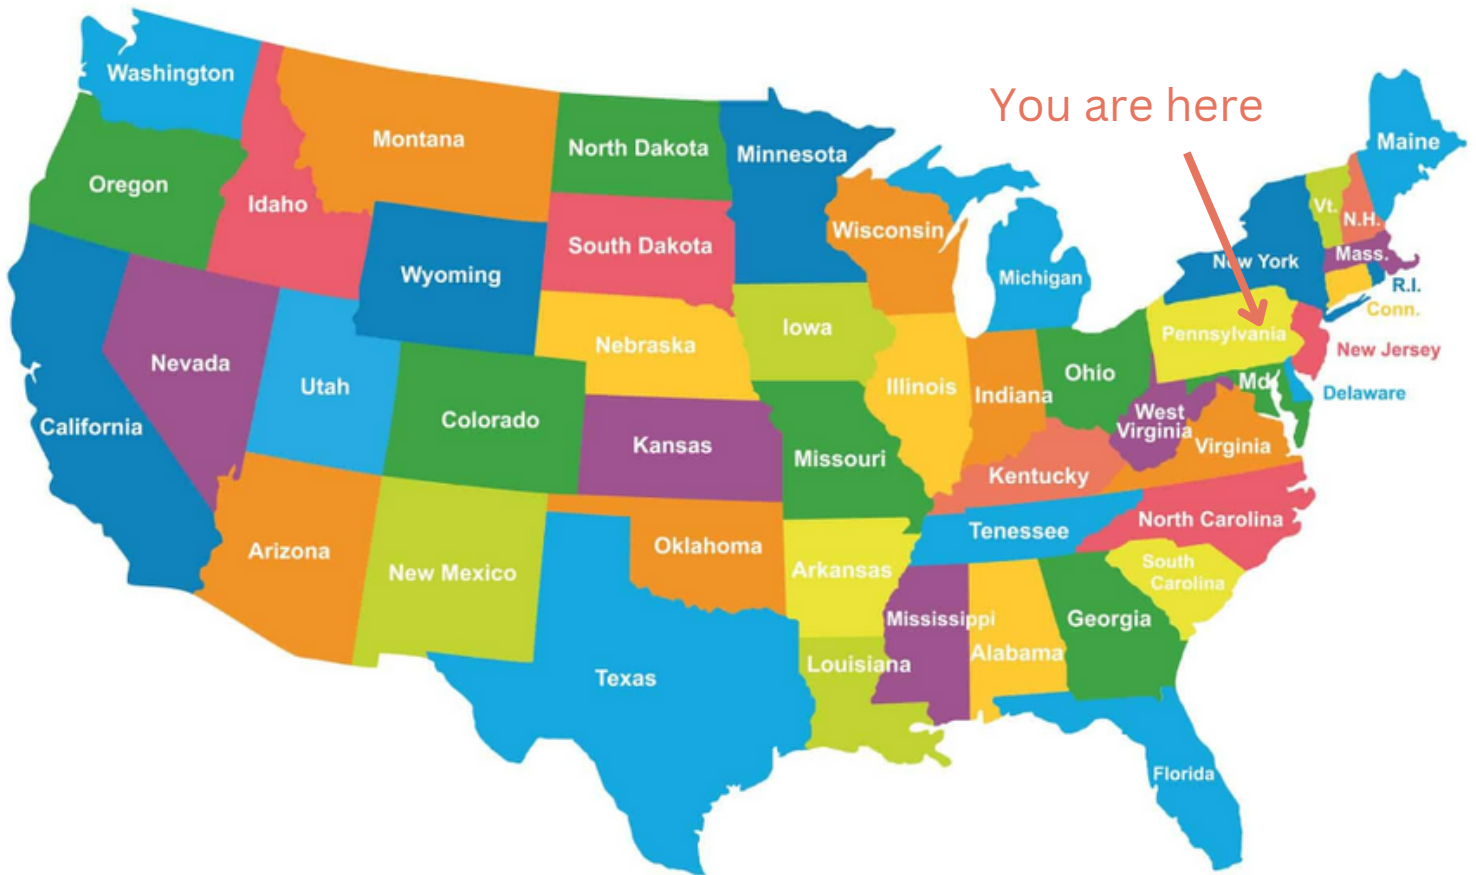 You are here
Washington
Montana
North Dakota
Minnesota
Maine
Oregon
Idaho
Vt.
N.H.
Wisconsin
South Dakota
Mass.
New York
Wyoming
Michigan
R.I.
Conn.
Iowa
Pennsylvania
Nebraska
New Jersey
Nevada
Utah
Ohio
Md
Illinois
Indiana
Delaware
California
Colorado
West
Virginia
Kansas
Virginia
Missouri
Kentucky
North Carolina
Tenessee
Arizona
Oklahoma
South
Carolina
New Mexico
Arkansas
Mississippi
Georgia
Alabama
Louisiana
Texas
Florida